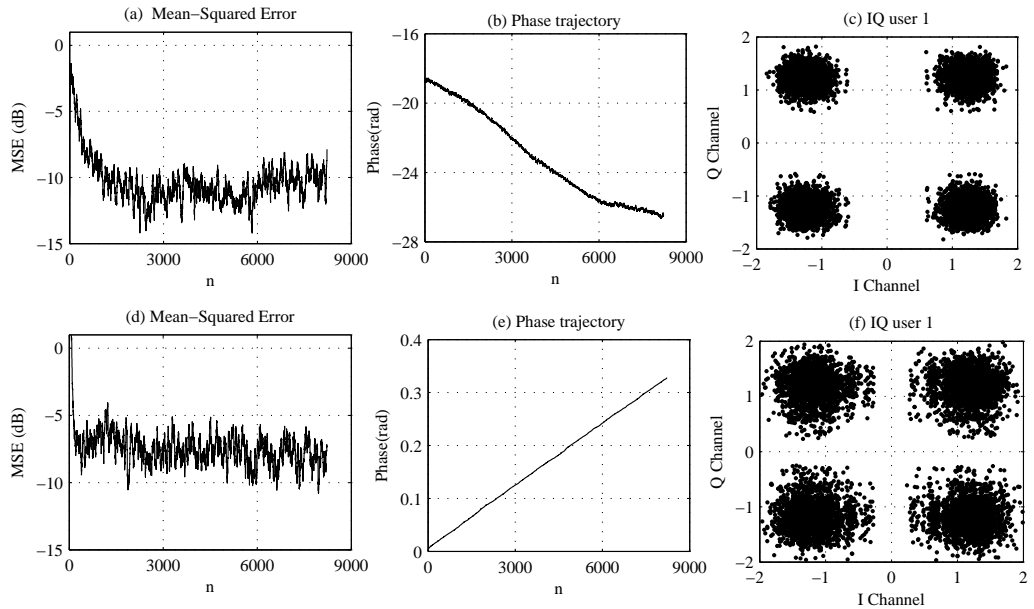 (a) Mean−Squared Error
(b) Phase trajectory
(c) IQ user 1
MSE (dB)
0
−5
−10
−15
0
3000
6000
9000
n
Phase(rad)
−16
−20
−24
−28
0
3000
6000
9000
n
Q Channel
2
1
0
−1
−2
−2
−1
0
1
2
I Channel
(d) Mean−Squared Error
(e) Phase trajectory
(f) IQ user 1
MSE (dB)
0
−5
−10
−15
0
3000
6000
9000
n
Phase(rad)
0.4
0.3
0.2
0.1
0
0
3000
6000
9000
n
Q Channel
2
1
0
−1
−2
−2
−1
0
1
2
I Channel